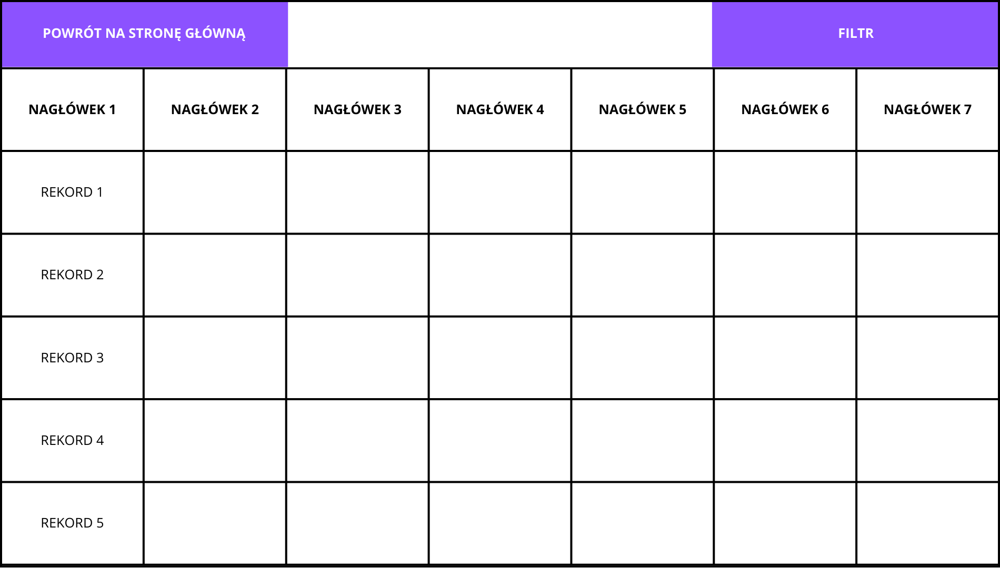 POWRÓT NA STRONĘ GŁÓWNĄ
FILTR
NAGŁÓWEK 1
NAGŁÓWEK 2
NAGŁÓWEK 3
NAGŁÓWEK 4
NAGŁÓWEK 5
NAGŁÓWEK 6
NAGŁÓWEK 7
REKORD 1
REKORD 2
REKORD 3
REKORD 4
REKORD 5